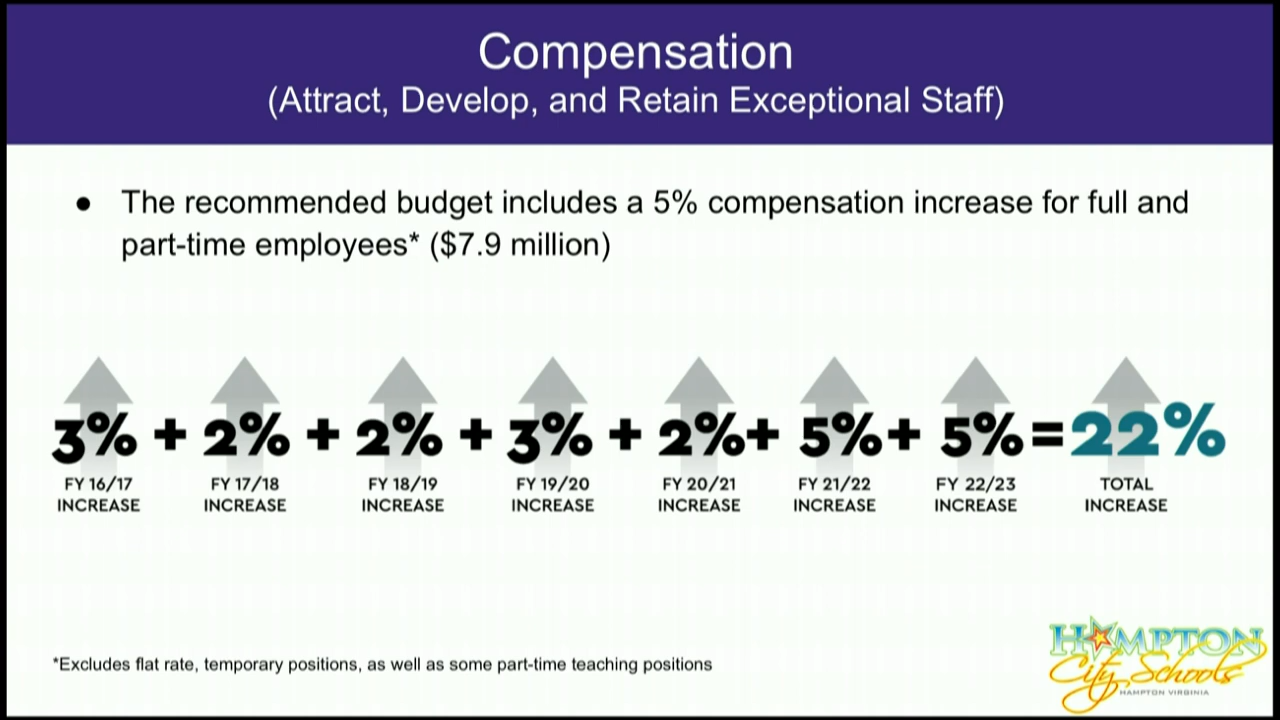 Compensation
(Attract, Develop, and Retain Exceptional Staff)
● The recommended budget includes a 5% compensation increase for full and
part-time employees* ($7.9 million)
3% + 2% + 2% + 3% + 2%+ 5%+ 5%=22%
FY 16/17 FY 17/18 FY 18/19 FY 19/20 FY 20/21 FY 21/22 FY 22/23 TOTAL
INCREASE INCREASE INCREASE INCREASE INCREASE INCREASE INCREASE INCREASE
*Excludes flat rate, temporary positions, as well as some part-time teaching positions
HAMPTON
City Schools
HAMPTON VIRGINIA